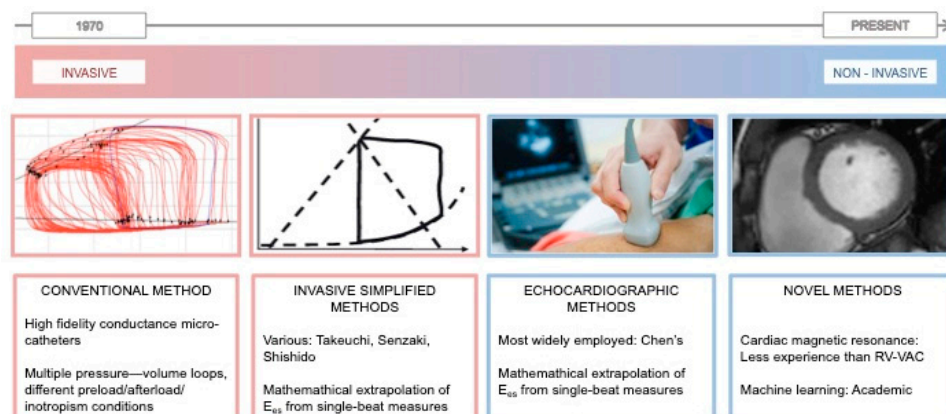 1970
PRESENT
INVASIVE
NON - INVASIVE
CONVENTIONAL METHOD
High fidelity conductance micro-
catheters
Multiple pressure—volume loops,
different preload/afterload/
inotropism conditions
INVASIVE SIMPLIFIED
METHODS
Various: Takeuchi, Senzaki,
Shishido
Mathemathical extrapolation of
Ees from single-beat measures
ECHOCARDIOGRAPHIC
METHODS
Most widely employed: Chen's
Mathemathical extrapolation of
Ees from single-beat measures
NOVEL METHODS
Cardiac magnetic resonance:
Less experience than RV-VAC
Machine learning: Academic